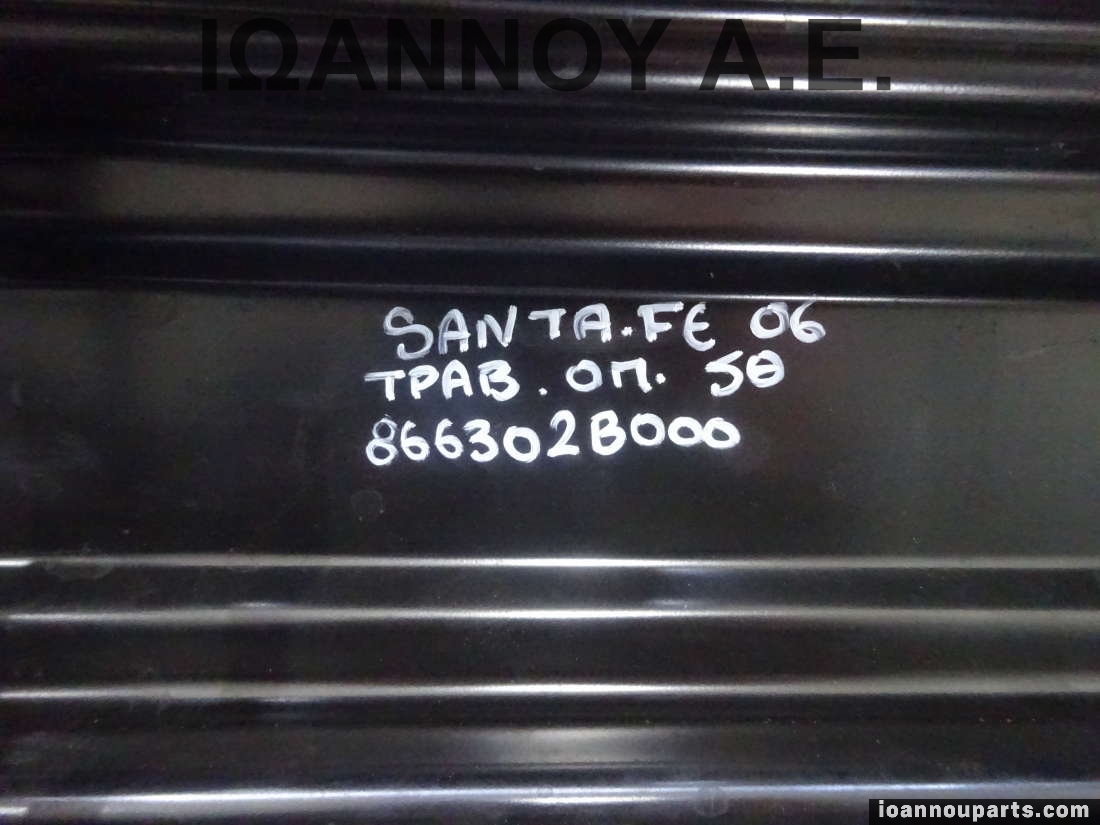 ΙΩΑΝΝΟΥ Α.Ε.
SANTA.FE 06
ΤΡΑΒ. ΟΠ. 5Θ
866302B000
ioannouparts.com